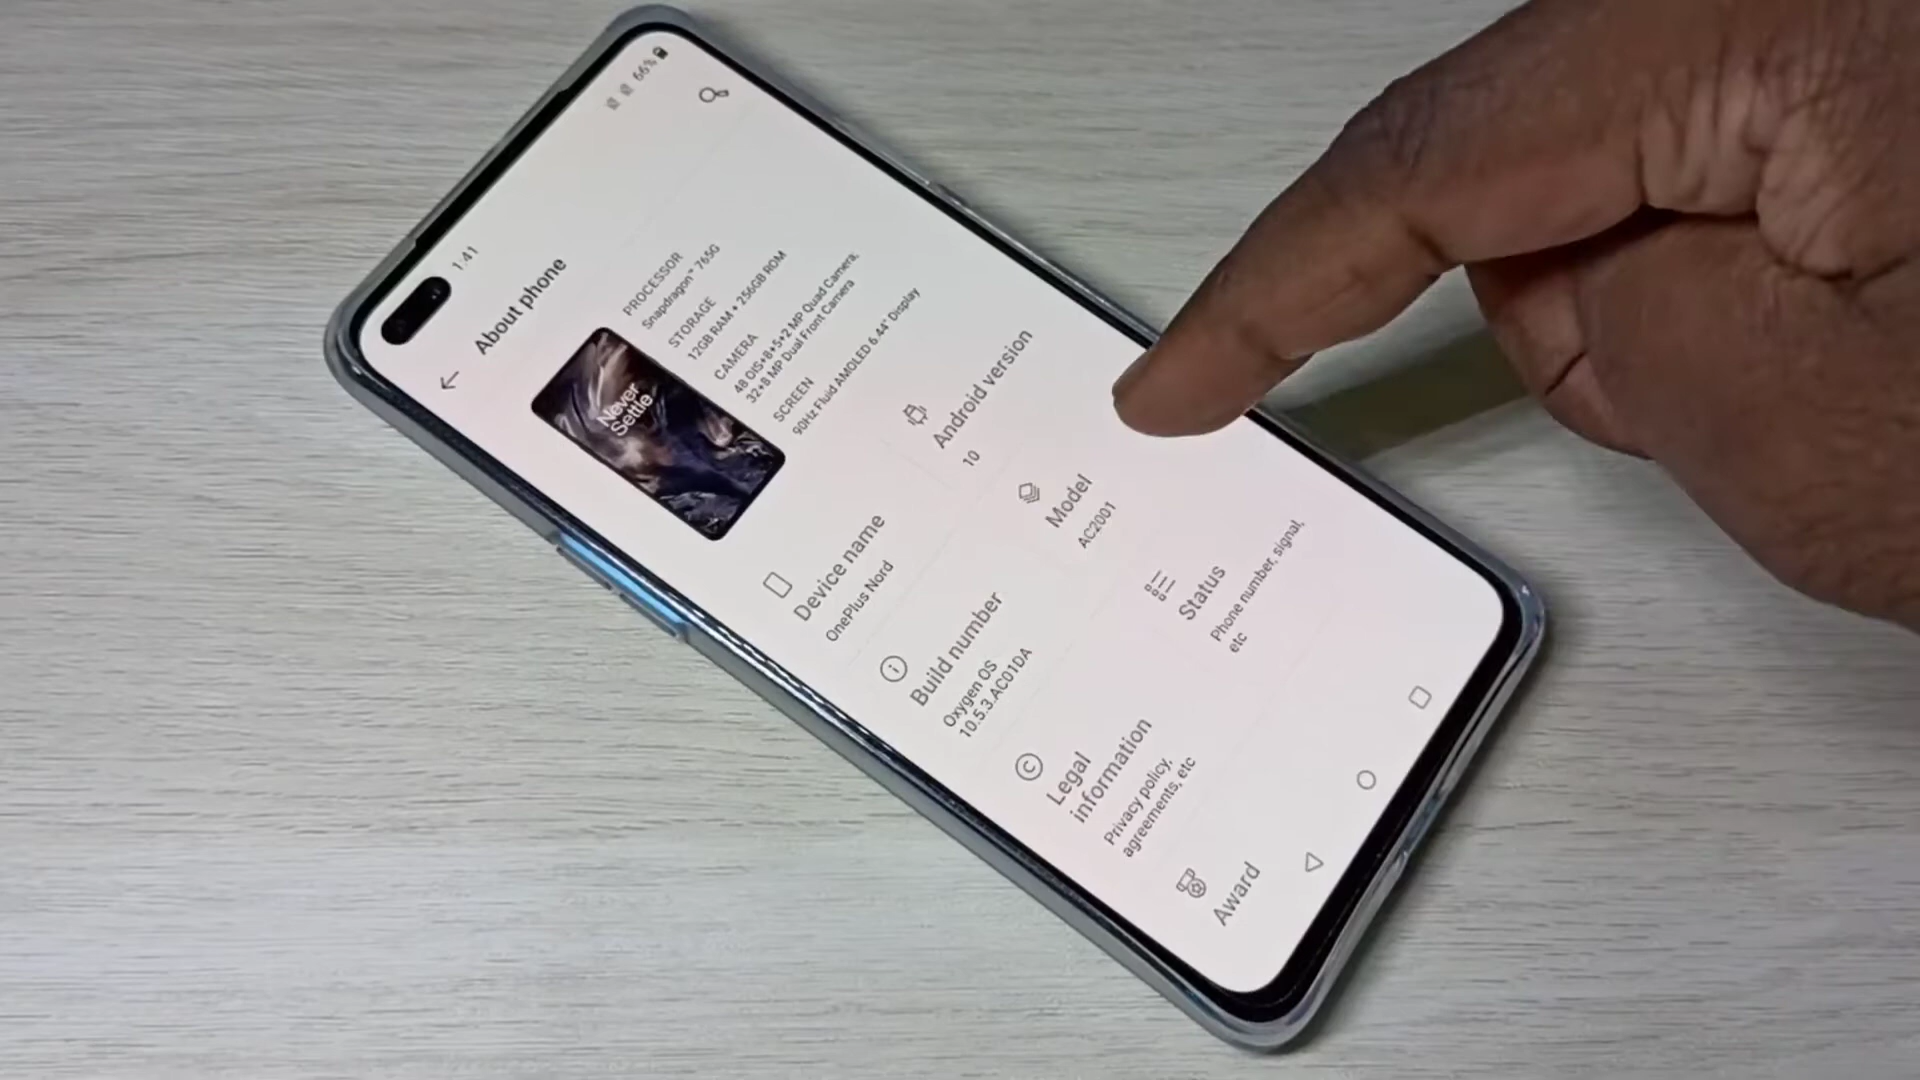 1:41
66%
About phone
Never
Settle
PROCESSOR
Snapdragon™ 765G
STORAGE
12GB RAM + 256GB ROM
CAMERA
48 OIS+8+5+2 MP Quad Camera,
32+8 MP Dual Front Camera
SCREEN
90Hz Fluid AMOLED 6.44" Display
Device name
OnePlus Nord
Android version
10
Build number
Oxygen OS
10.5.3.AC01DA
Model
AC2001
Legal
information
Privacy policy,
agreements, etc
Status
Phone number, signal,
etc
Award